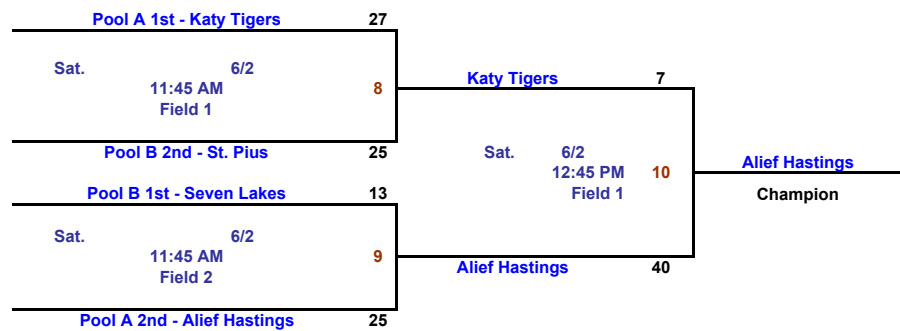 Pool A 1st - Katy Tigers 27
Sat. 6/2
11:45 AM 8
Field 1
Pool B 2nd - St. Pius 25
Katy Tigers 7
Sat. 6/2
12:45 PM 10
Field 1
Alief Hastings 40
Alief Hastings
Champion
Pool B 1st - Seven Lakes 13
Sat. 6/2
11:45 AM 9
Field 2
Pool A 2nd - Alief Hastings 25